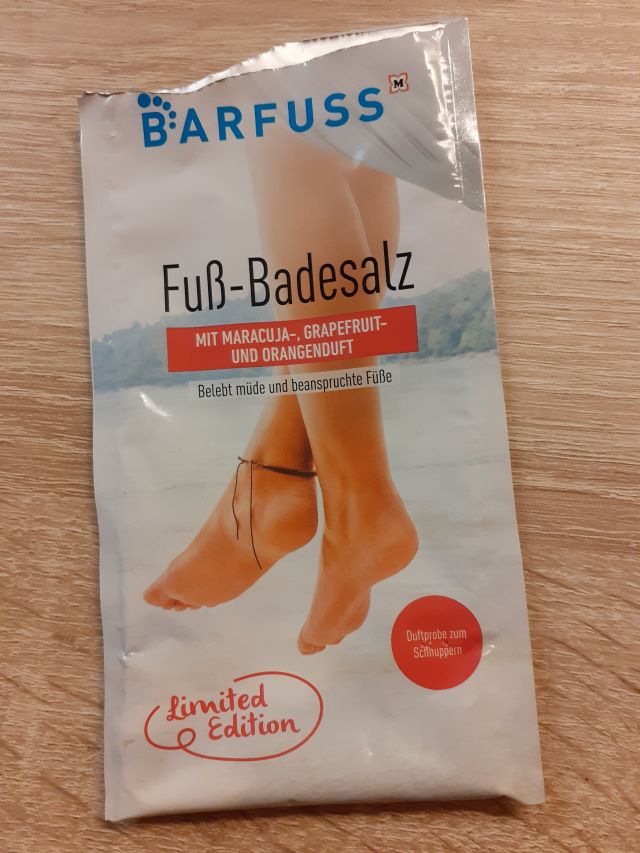 BARFUSS
M
Fuß-Badesalz
MIT MARACUJA-, GRAPEFRUIT-
UND ORANGENDUFT
Belebt müde und beanspruchte Füße
Duftprobe zum
Schnuppern
Limited
Edition